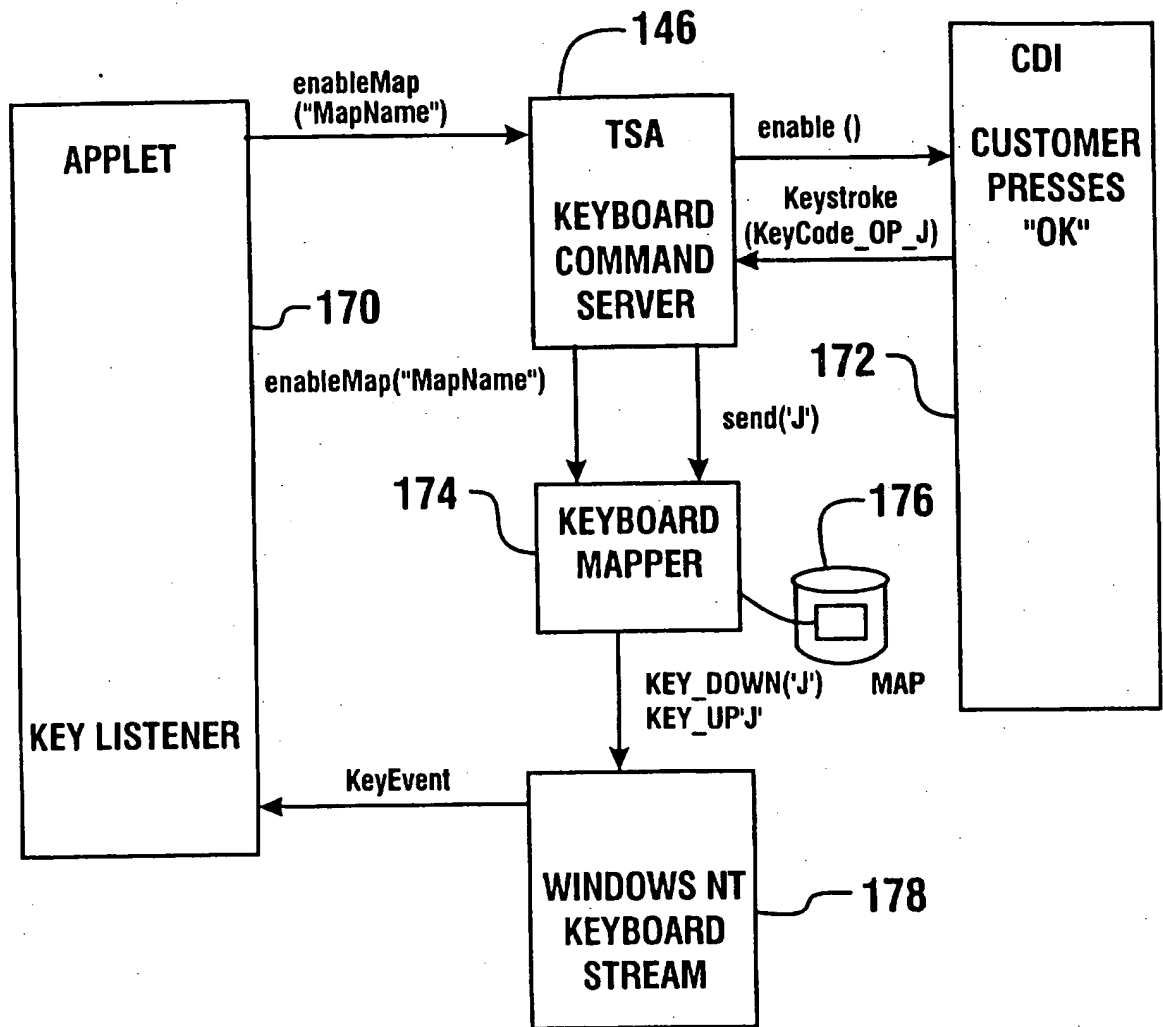 146
enableMap
("MapName")
APPLET
TSA
KEYBOARD
COMMAND
SERVER
enable ()
Keystroke
(KeyCode_OP_J)
CDI
CUSTOMER
PRESSES
"OK"
170
172
enableMap("MapName")
send('J')
174
KEYBOARD
MAPPER
176
MAP
KEY_DOWN('J')
KEY_UP'J'
KEY LISTENER
KeyEvent
WINDOWS NT
KEYBOARD
STREAM
178